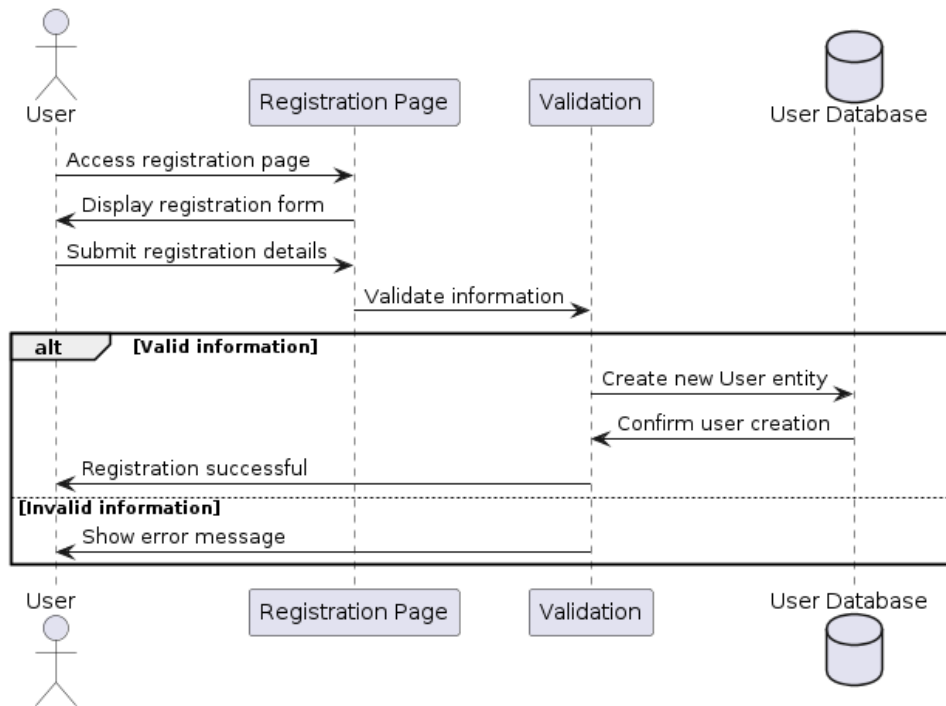 User
Registration Page
Validation
User Database
Access registration page
Display registration form
Submit registration details
Validate information
alt [Valid information]
Create new User entity
Confirm user creation
Registration successful
[Invalid information]
Show error message
User
Registration Page
Validation
User Database